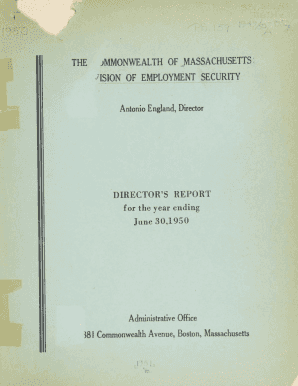 THE OMMONWEALTH OF MASSACHUSETTS
ISION OF EMPLOYMENT SECURITY
Antonio England, Director
DIRECTOR'S REPORT
for the year ending
June 30,1950
Administrative Office
181 Commonwealth Avenue, Boston, Massachusetts